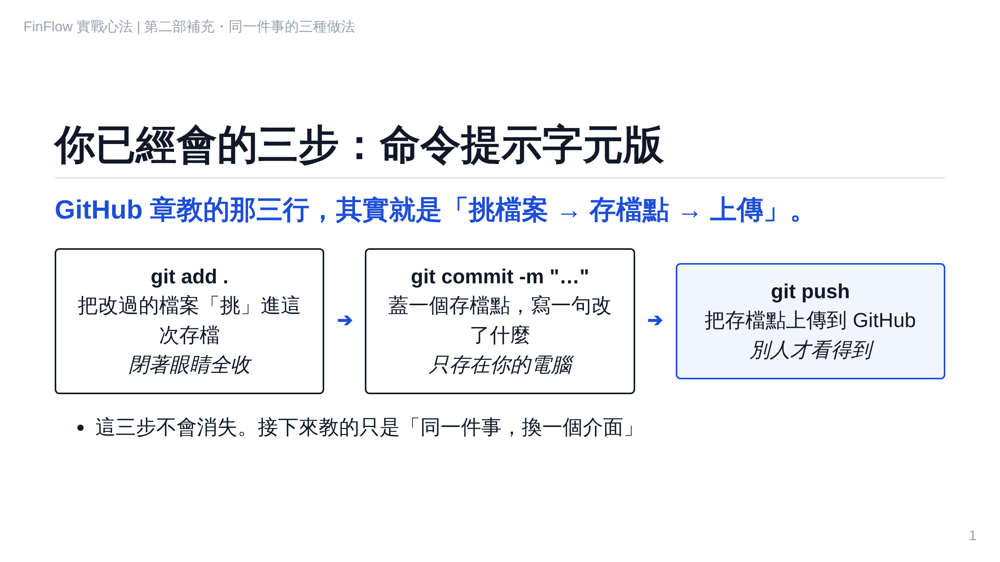 FinFlow 實戰心法 | 第二部補充・同一件事的三種做法
你已經會的三步：命令提示字元版
GitHub 章教的那三行，其實就是「挑檔案 → 存檔點 → 上傳」。
git add .
把改過的檔案「挑」進這
次存檔
閉著眼睛全收
➔
git commit -m "…"
蓋一個存檔點，寫一句改
了什麼
只存在你的電腦
➔
git push
把存檔點上傳到 GitHub
別人才看得到
• 這三步不會消失。接下來教的只是「同一件事，換一個介面」
1